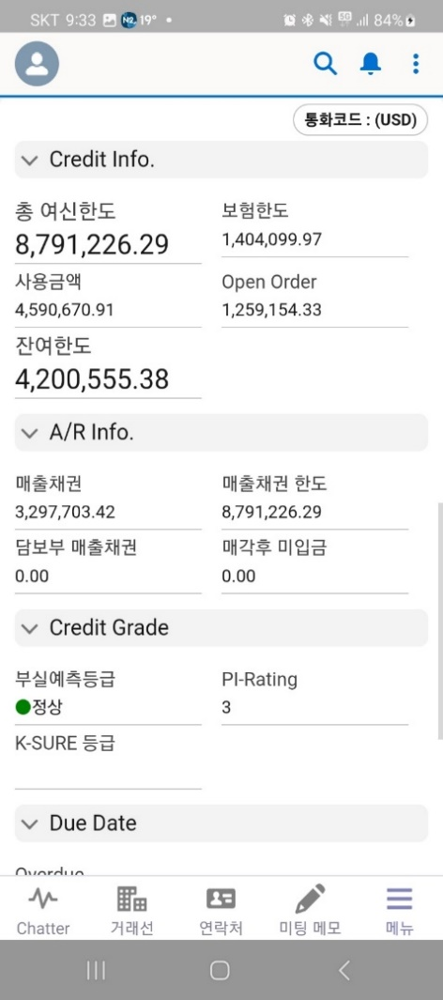 SKT 9:33 N2 19° •
5G 84%
통화코드 : (USD)
Credit Info.
총 여신한도 보험한도
8,791,226.29 1,404,099.97
사용금액 Open Order
4,590,670.91 1,259,154.33
잔여한도
4,200,555.38
A/R Info.
매출채권 매출채권 한도
3,297,703.42 8,791,226.29
담보부 매출채권 매각후 미입금
0.00 0.00
Credit Grade
부실예측등급 PI-Rating
정상 3
K-SURE 등급
Due Date
Overdue
Chatter 거래선 연락처 미팅 메모 메뉴